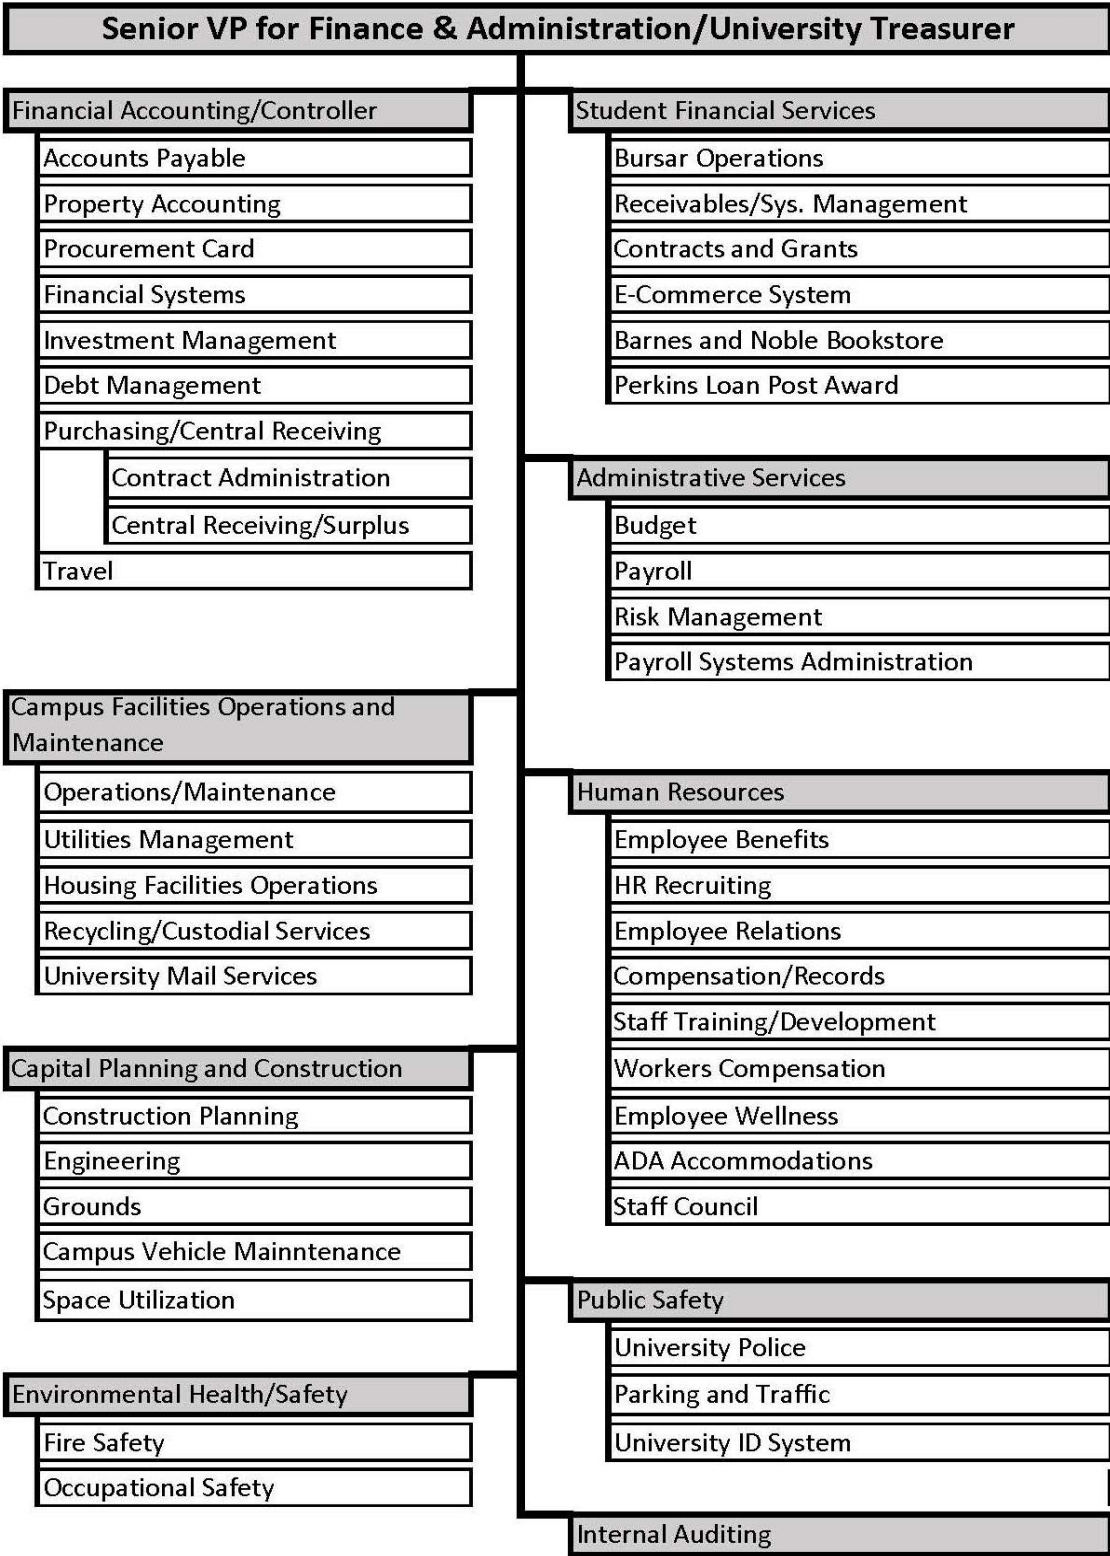 Senior VP for Finance & Administration/University Treasurer
Financial Accounting/Controller
Accounts Payable
Property Accounting
Procurement Card
Financial Systems
Investment Management
Debt Management
Purchasing/Central Receiving
Contract Administration
Central Receiving/Surplus
Travel
Campus Facilities Operations and
Maintenance
Operations/Maintenance
Utilities Management
Housing Facilities Operations
Recycling/Custodial Services
University Mail Services
Capital Planning and Construction
Construction Planning
Engineering
Grounds
Campus Vehicle Mainntenance
Space Utilization
Environmental Health/Safety
Fire Safety
Occupational Safety
Student Financial Services
Bursar Operations
Receivables/Sys. Management
Contracts and Grants
E-Commerce System
Barnes and Noble Bookstore
Perkins Loan Post Award
Administrative Services
Budget
Payroll
Risk Management
Payroll Systems Administration
Human Resources
Employee Benefits
HR Recruiting
Employee Relations
Compensation/Records
Staff Training/Development
Workers Compensation
Employee Wellness
ADA Accommodations
Staff Council
Public Safety
University Police
Parking and Traffic
University ID System
Internal Auditing